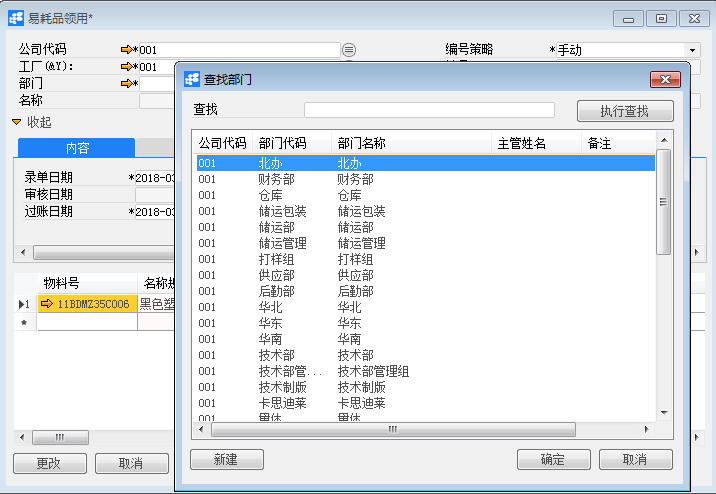 易耗品领用*
公司代码 *001 编号策略 *手动
工厂(&Y): *001
部门 *
名称
收起
内容
录单日期 *2018-03
审核日期
过账日期 *2018-03
物料号 名称规
1 11BDMZ35C006 黑色塑
*
更改 取消
查找部门
查找 执行查找
公司代码 部门代码 部门名称 主管姓名 备注
001 北办 北办
001 财务部 财务部
001 仓库 仓库
001 储运包装 储运包装
001 储运部 储运部
001 储运管理 储运管理
001 打样组 打样组
001 供应部 供应部
001 后勤部 后勤部
001 华北 华北
001 华东 华东
001 华南 华南
001 技术部 技术部
001 技术部管... 技术部管理组
001 技术制版 技术制版
001 卡思迪莱 卡思迪莱
001
新建 确定 取消